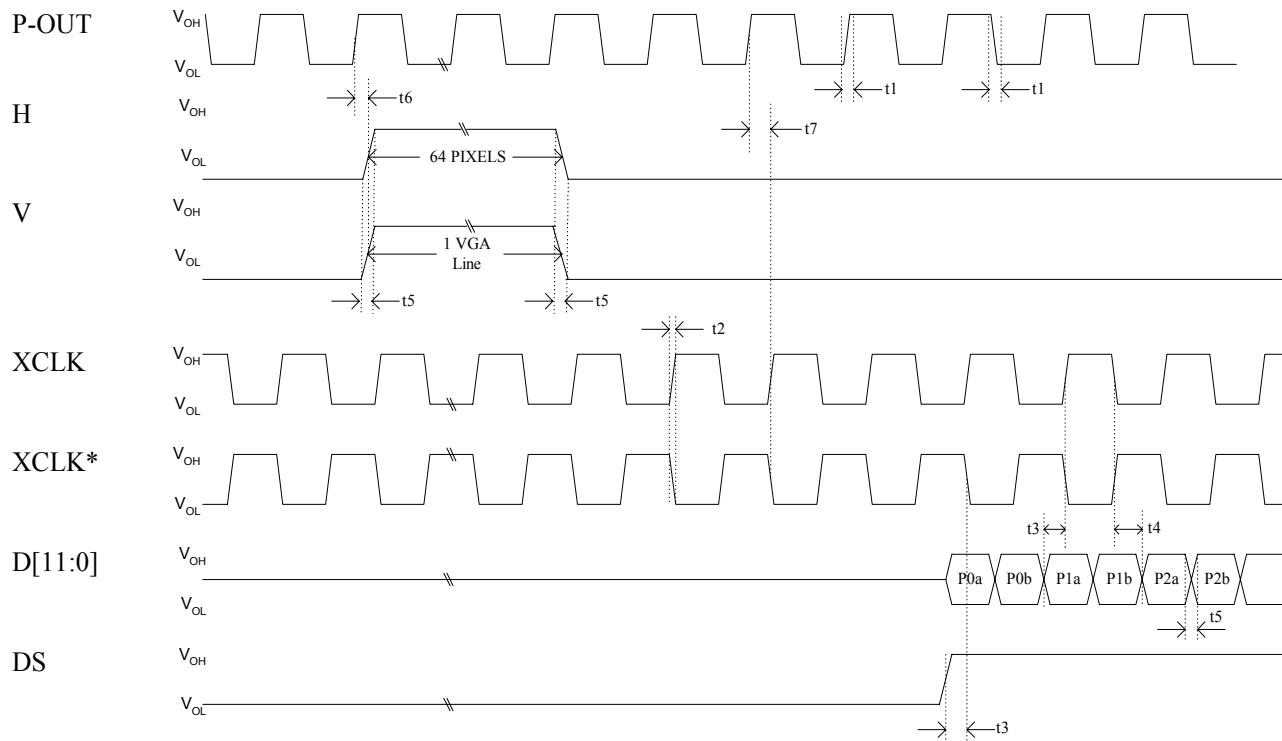 P-OUT
VOH
VOL
t6
t1
t1
H
VOH
VOL
64 PIXELS
t7
V
VOH
VOL
1 VGA
Line
t5
t5
t2
XCLK
VOH
VOL
XCLK*
VOH
VOL
t3
t4
D[11:0]
VOH
VOL
P0a
P0b
P1a
P1b
P2a
P2b
t5
DS
VOH
VOL
t3